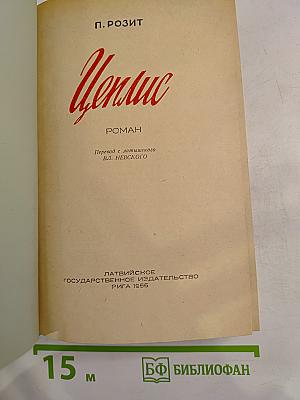 П. РОЗИТ
Цеплис
РОМАН
Перевод с латышского
ВЛ. НЕВСКОГО
ЛАТВИЙСКОЕ
ГОСУДАРСТВЕННОЕ ИЗДАТЕЛЬСТВО
РИГА 1956
15 м
БФ БИБЛИОФАН